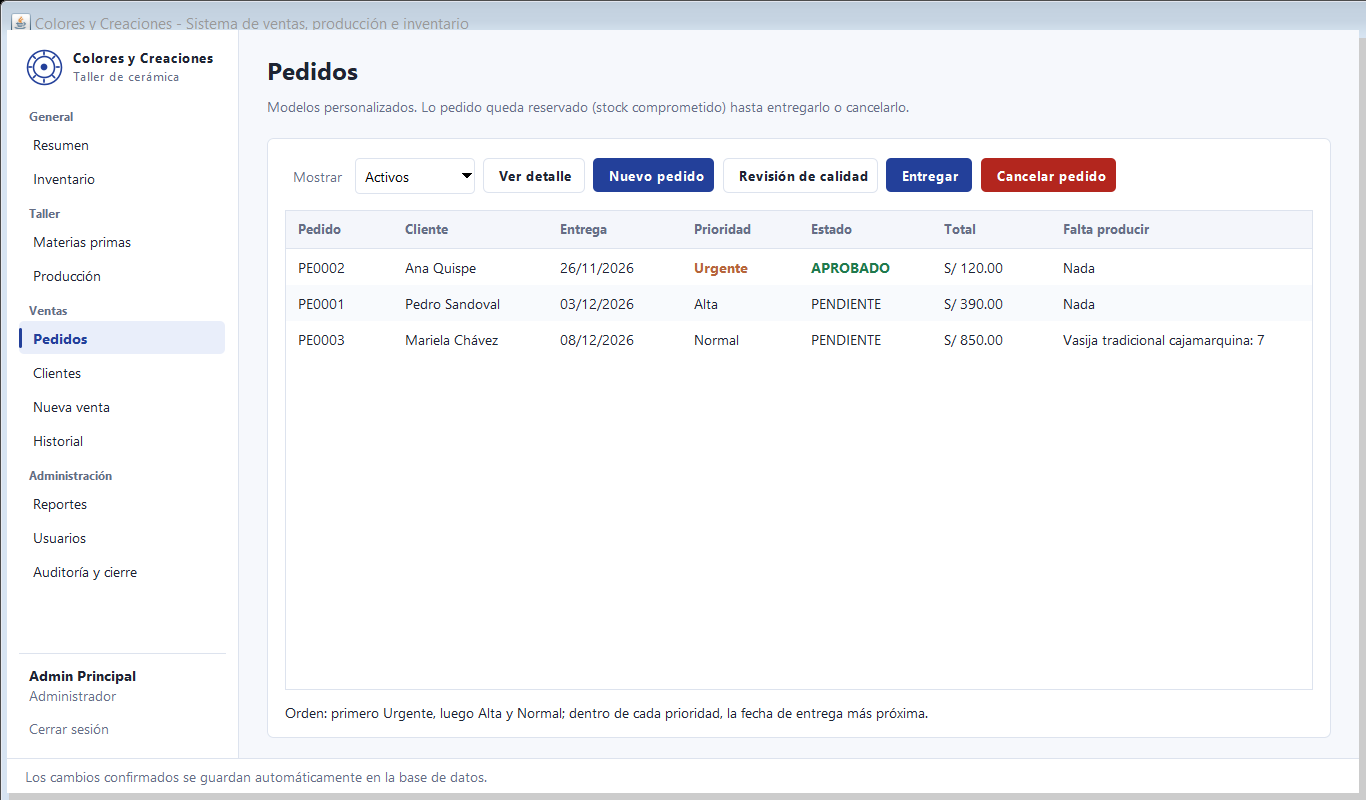 Colores y Creaciones - Sistema de ventas, producción e inventario
Colores y Creaciones
Taller de cerámica
General
Resumen
Inventario
Taller
Materias primas
Producción
Ventas
Pedidos
Clientes
Nueva venta
Historial
Administración
Reportes
Usuarios
Auditoría y cierre
Admin Principal
Administrador
Cerrar sesión
Pedidos
Modelos personalizados. Lo pedido queda reservado (stock comprometido) hasta entregarlo o cancelarlo.
Mostrar Activos Ver detalle Nuevo pedido Revisión de calidad Entregar Cancelar pedido
Pedido Cliente Entrega Prioridad Estado Total Falta producir
PE0002 Ana Quispe 26/11/2026 Urgente APROBADO S/ 120.00 Nada
PE0001 Pedro Sandoval 03/12/2026 Alta PENDIENTE S/ 390.00 Nada
PE0003 Mariela Chávez 08/12/2026 Normal PENDIENTE S/ 850.00 Vasija tradicional cajamarquina: 7
Orden: primero Urgente, luego Alta y Normal; dentro de cada prioridad, la fecha de entrega más próxima.
Los cambios confirmados se guardan automáticamente en la base de datos.